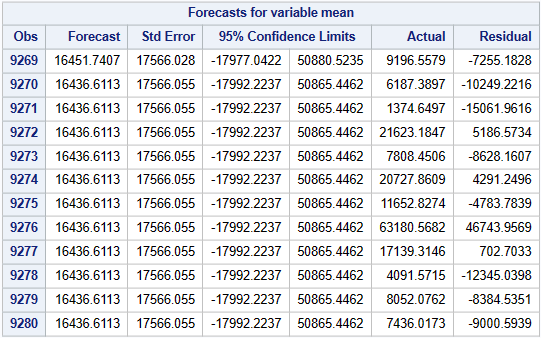 Forecasts for variable mean
Obs Forecast Std Error 95% Confidence Limits Actual Residual
9269 16451.7407 17566.028 -17977.0422 50880.5235 9196.5579 -7255.1828
9270 16436.6113 17566.055 -17992.2237 50865.4462 6187.3897 -10249.2216
9271 16436.6113 17566.055 -17992.2237 50865.4462 1374.6497 -15061.9616
9272 16436.6113 17566.055 -17992.2237 50865.4462 21623.1847 5186.5734
9273 16436.6113 17566.055 -17992.2237 50865.4462 7808.4506 -8628.1607
9274 16436.6113 17566.055 -17992.2237 50865.4462 20727.8609 4291.2496
9275 16436.6113 17566.055 -17992.2237 50865.4462 11652.8274 -4783.7839
9276 16436.6113 17566.055 -17992.2237 50865.4462 63180.5682 46743.9569
9277 16436.6113 17566.055 -17992.2237 50865.4462 17139.3146 702.7033
9278 16436.6113 17566.055 -17992.2237 50865.4462 4091.5715 -12345.0398
9279 16436.6113 17566.055 -17992.2237 50865.4462 8052.0762 -8384.5351
9280 16436.6113 17566.055 -17992.2237 50865.4462 7436.0173 -9000.5939